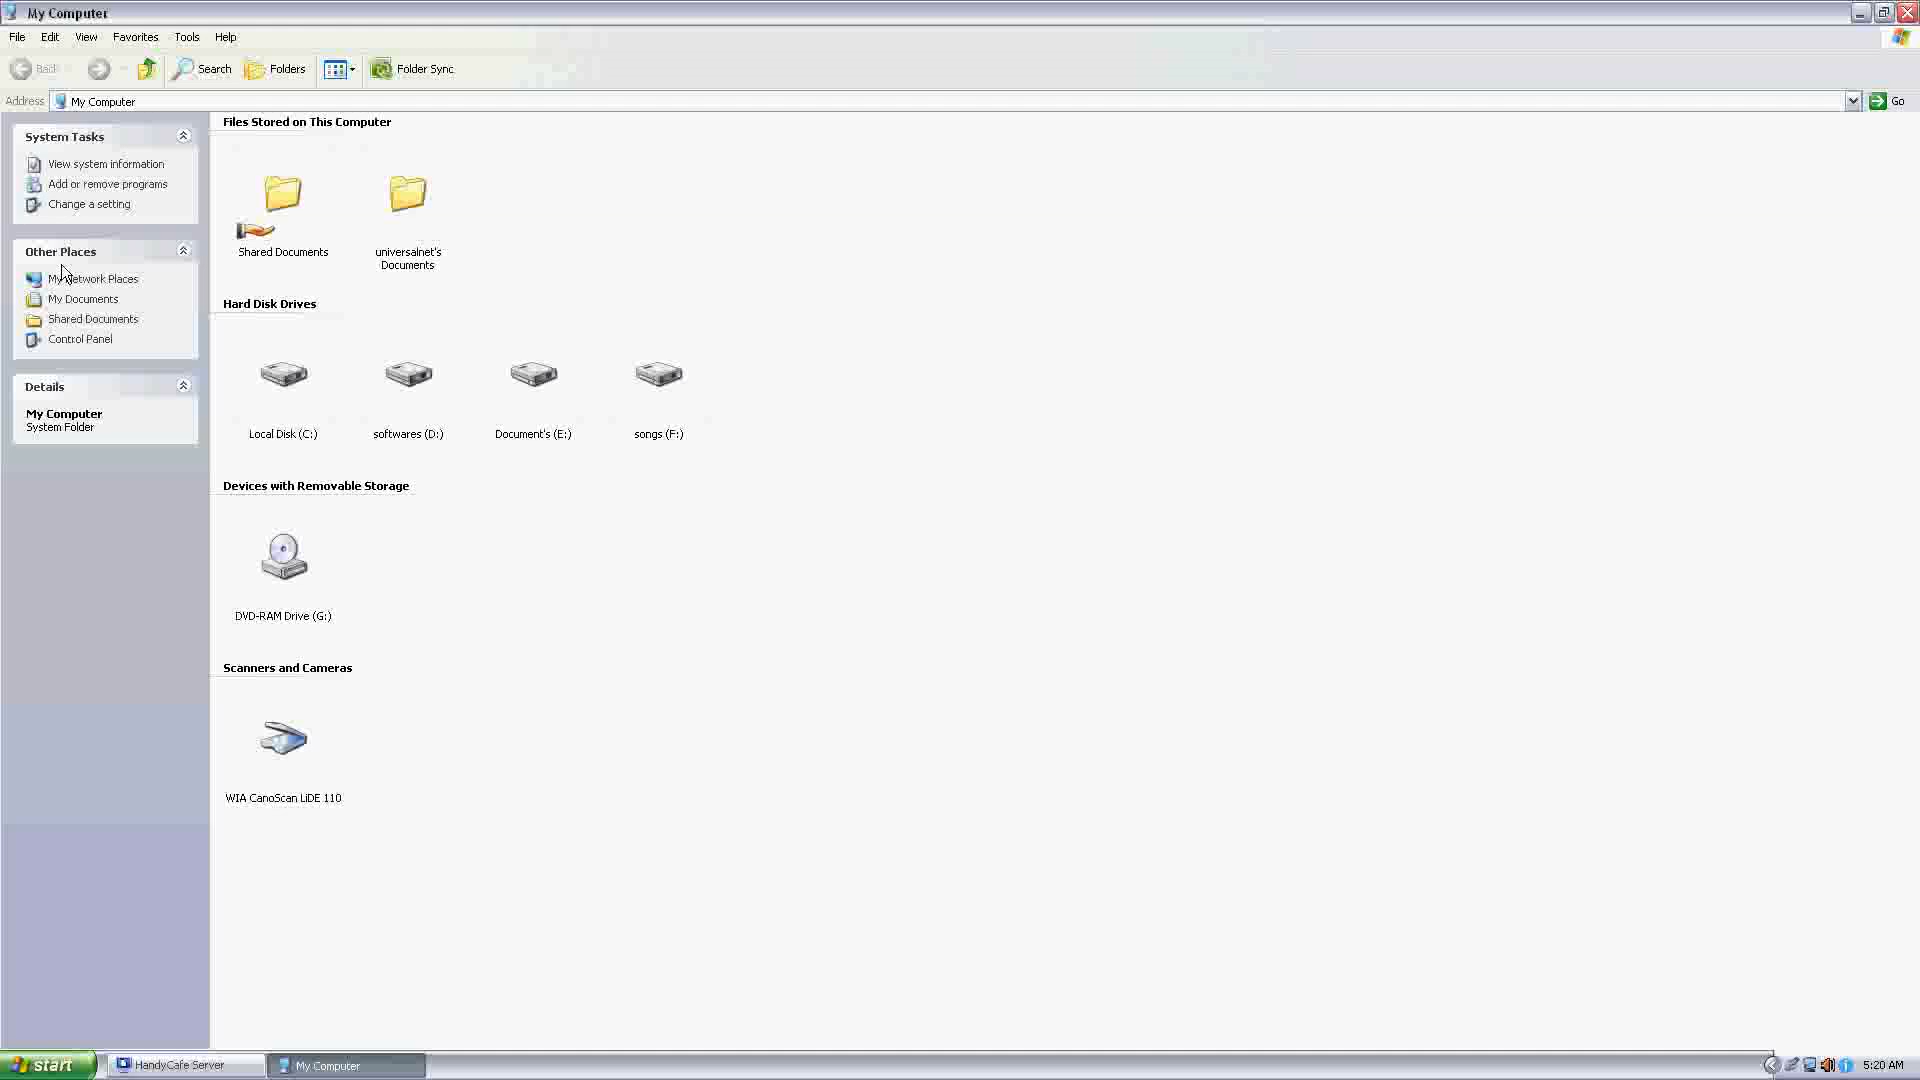 My Computer
File Edit View Favorites Tools Help
Back Search Folders Folder Sync
Address My Computer Go
System Tasks
View system information
Add or remove programs
Change a setting
Other Places
My Network Places
My Documents
Shared Documents
Control Panel
Details
My Computer
System Folder
Files Stored on This Computer
Shared Documents
universalnet's
Documents
Hard Disk Drives
Local Disk (C:)
softwares (D:)
Document's (E:)
songs (F:)
Devices with Removable Storage
DVD-RAM Drive (G:)
Scanners and Cameras
WIA CanoScan LiDE 110
start HandyCafe Server My Computer 5:20 AM